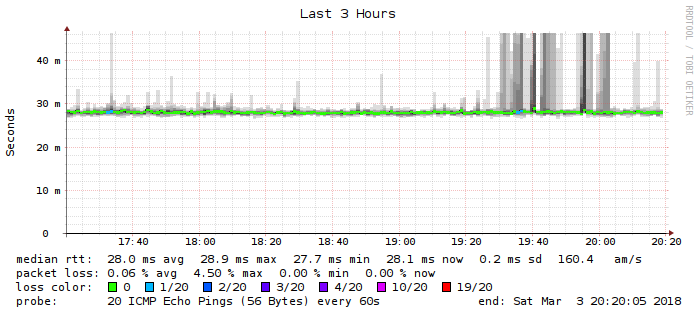 Last 3 Hours
RRDTOOL / TOBI OETIKER
Seconds
40 m
30 m
20 m
10 m
0
17:40 18:00 18:20 18:40 19:00 19:20 19:40 20:00 20:20
median rtt: 28.0 ms avg 28.9 ms max 27.7 ms min 28.1 ms now 0.2 ms sd 160.4 am/s
packet loss: 0.06 % avg 4.50 % max 0.00 % min 0.00 % now
loss color: 0 1/20 2/20 3/20 4/20 10/20 19/20
probe: 20 ICMP Echo Pings (56 Bytes) every 60s end: Sat Mar 3 20:20:05 2018